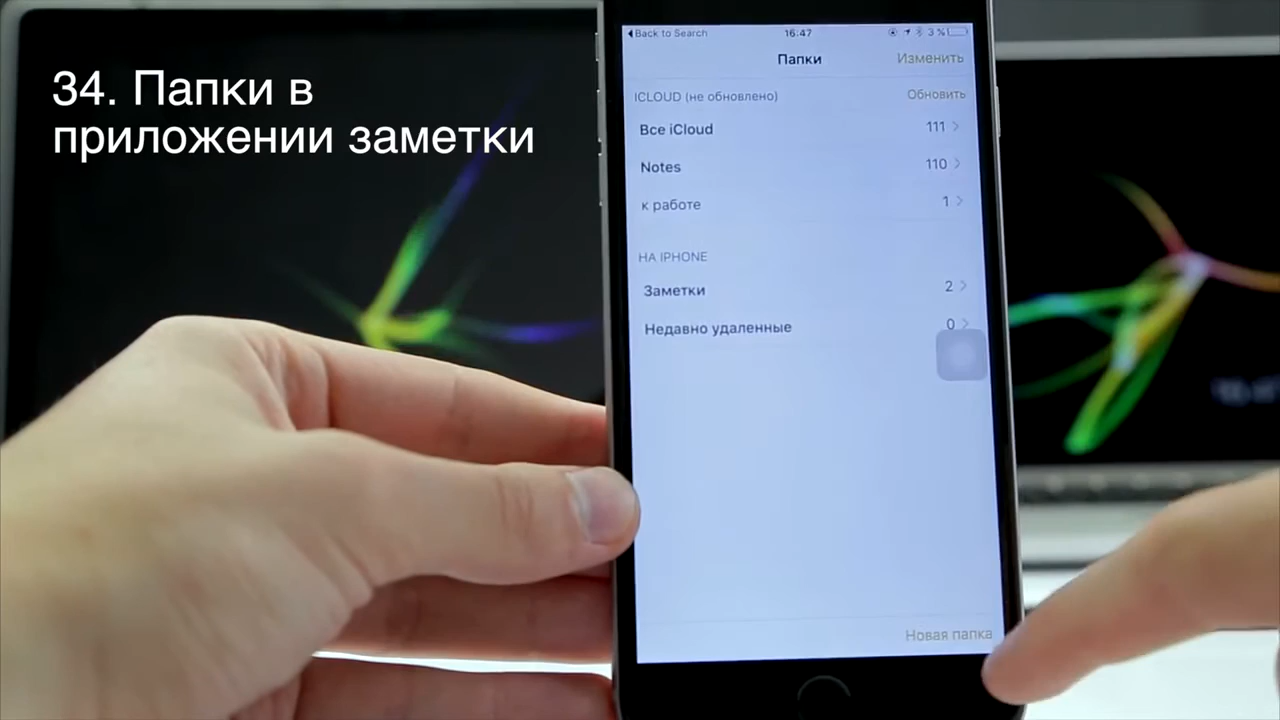 34. Папки в
приложении заметки
Back to Search 16:47 3 %
Папки Изменить
ICLOUD (не обновлено) Обновить
Все iCloud 111
Notes 110
к работе 1
НА IPHONE
Заметки 2
Недавно удаленные 0
Новая папка